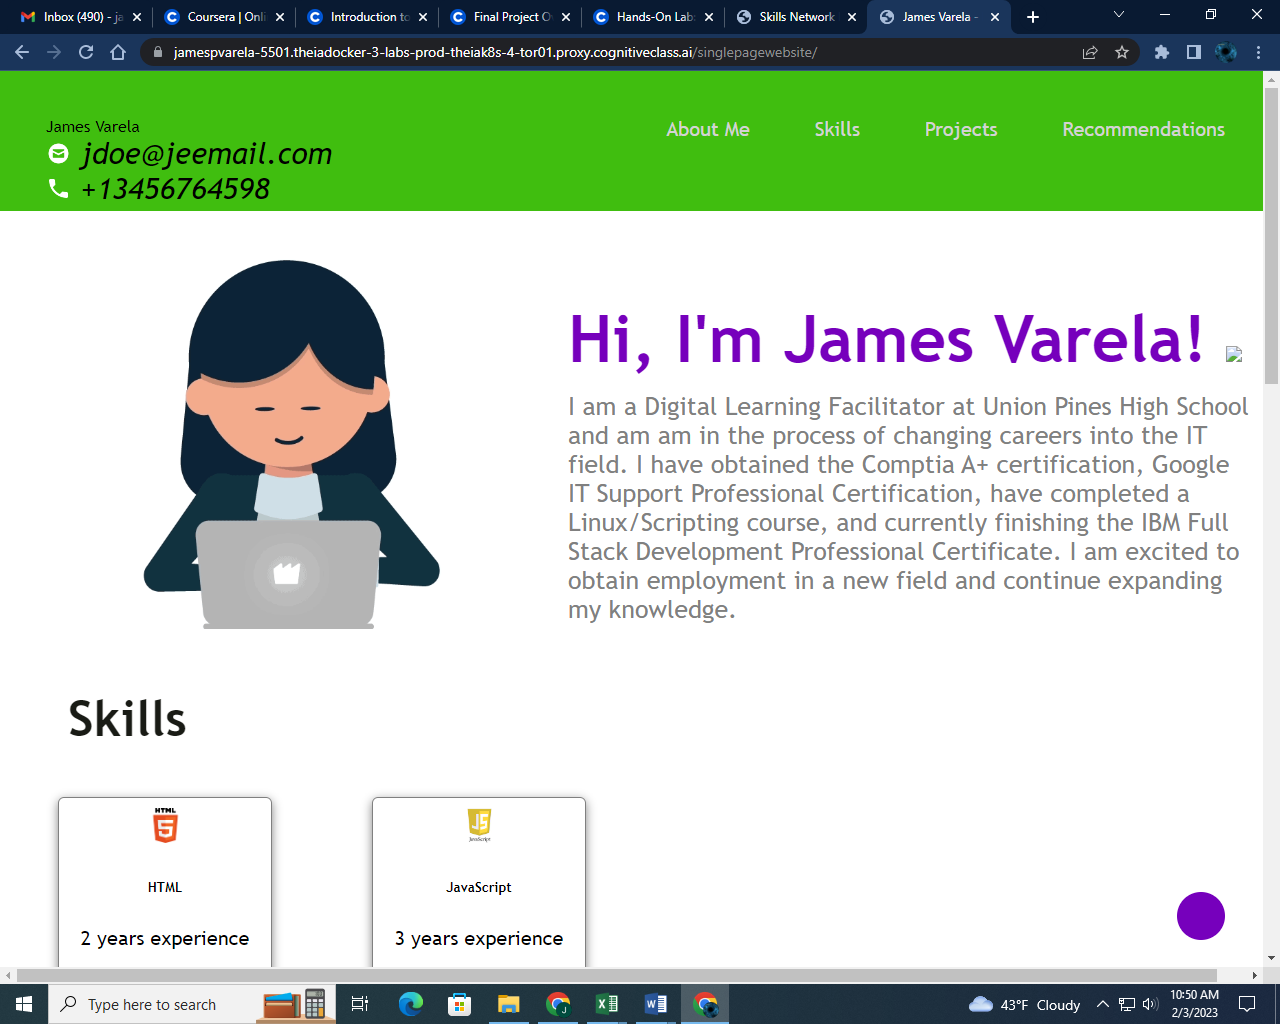 Inbox (490) - ja
Coursera | Onli
Introduction to
Final Project O
Hands-On Lab
Skills Network
James Varela -
jamespvarela-5501.theiadocker-3-labs-prod-theiak8s-4-tor01.proxy.cognitiveclass.ai/singlepagewebsite/
James Varela
jdoe@jeemail.com
+13456764598
About Me
Skills
Projects
Recommendations
Hi, I'm James Varela!
I am a Digital Learning Facilitator at Union Pines High School
and am am in the process of changing careers into the IT
field. I have obtained the Comptia A+ certification, Google
IT Support Professional Certification, have completed a
Linux/Scripting course, and currently finishing the IBM Full
Stack Development Professional Certificate. I am excited to
obtain employment in a new field and continue expanding
my knowledge.
Skills
HTML
5
HTML
2 years experience
JS
JavaScript
JavaScript
3 years experience
Type here to search
43°F Cloudy
10:50 AM
2/3/2023